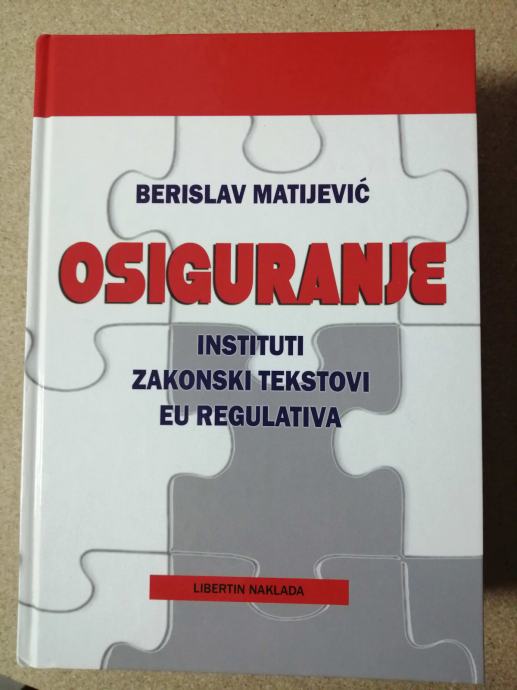 BERISLAV MATIJEVIĆ
OSIGURANJE
INSTITUTI
ZAKONSKI TEKSTOVI
EU REGULATIVA
LIBERTIN NAKLADA